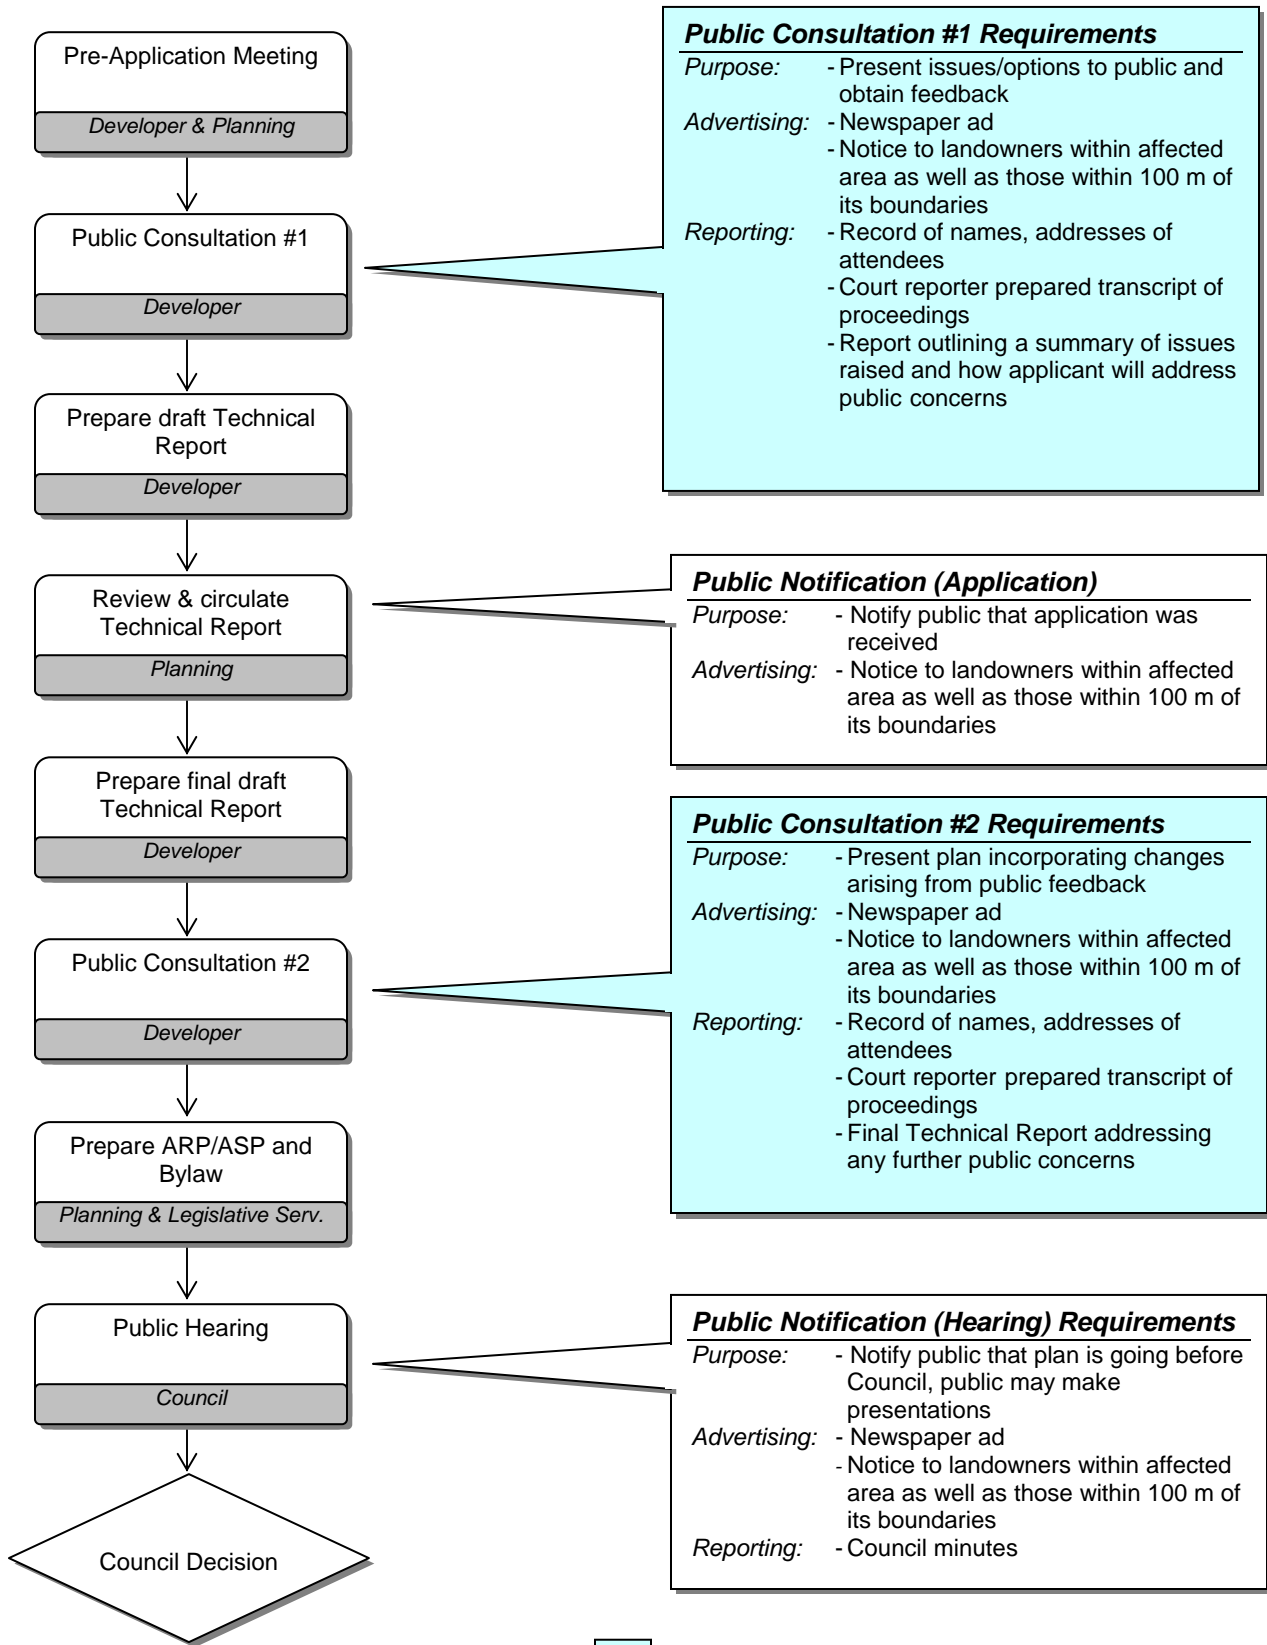 Pre-Application Meeting
Developer & Planning
Public Consultation #1
Developer
Prepare draft Technical
Report
Developer
Review & circulate
Technical Report
Planning
Prepare final draft
Technical Report
Developer
Public Consultation #2
Developer
Prepare ARP/ASP and
Bylaw
Planning & Legislative Serv.
Public Hearing
Council
Council Decision
Public Consultation #1 Requirements
Purpose: - Present issues/options to public and
obtain feedback
Advertising: - Newspaper ad
- Notice to landowners within affected
area as well as those within 100 m of
its boundaries
Reporting: - Record of names, addresses of
attendees
- Court reporter prepared transcript of
proceedings
- Report outlining a summary of issues
raised and how applicant will address
public concerns
Public Notification (Application)
Purpose: - Notify public that application was
received
Advertising: - Notice to landowners within affected
area as well as those within 100 m of
its boundaries
Public Consultation #2 Requirements
Purpose: - Present plan incorporating changes
arising from public feedback
Advertising: - Newspaper ad
- Notice to landowners within affected
area as well as those within 100 m of
its boundaries
Reporting: - Record of names, addresses of
attendees
- Court reporter prepared transcript of
proceedings
- Final Technical Report addressing
any further public concerns
Public Notification (Hearing) Requirements
Purpose: - Notify public that plan is going before
Council, public may make
presentations
Advertising: - Newspaper ad
- Notice to landowners within affected
area as well as those within 100 m of
its boundaries
Reporting: - Council minutes